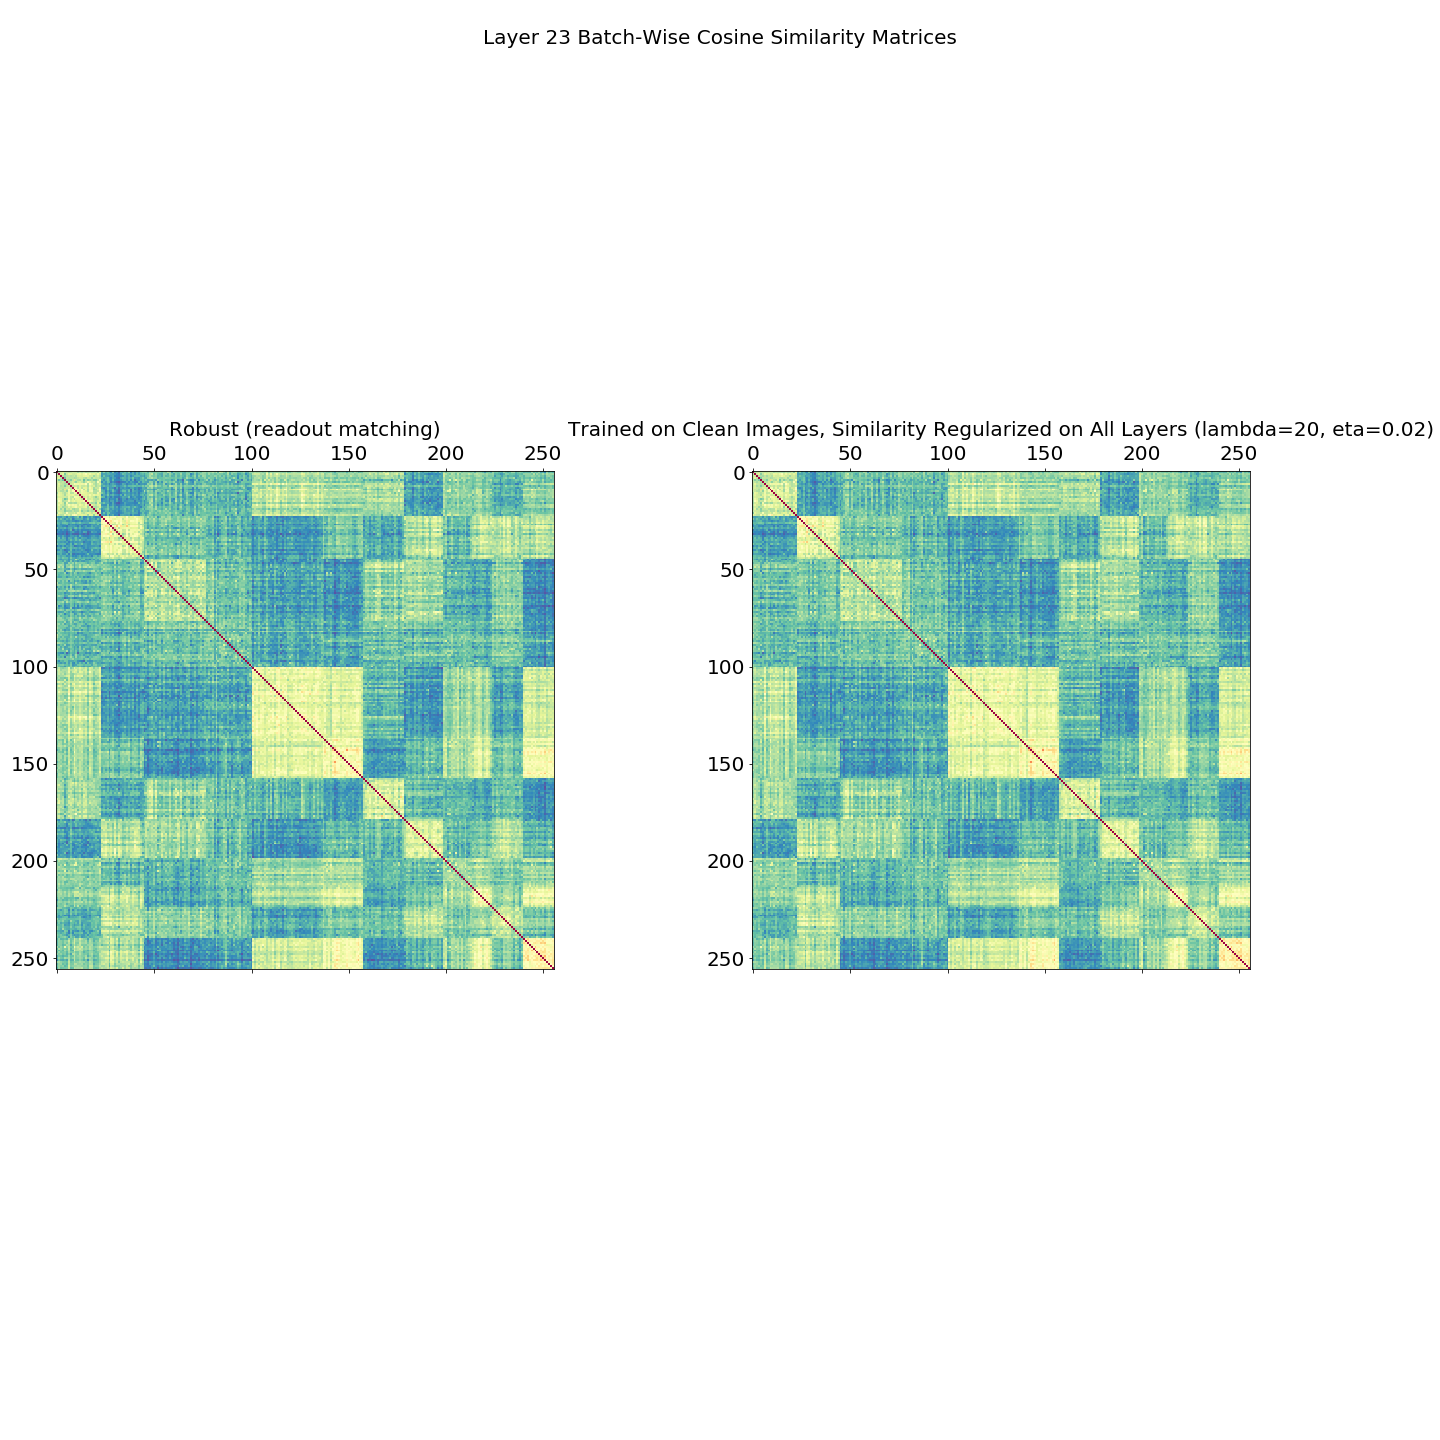 Layer 23 Batch-Wise Cosine Similarity Matrices
Robust (readout matching)
0 50 100 150 200 250
0
50
100
150
200
250
Trained on Clean Images, Similarity Regularized on All Layers (lambda=20, eta=0.02)
0 50 100 150 200 250
0
50
100
150
200
250